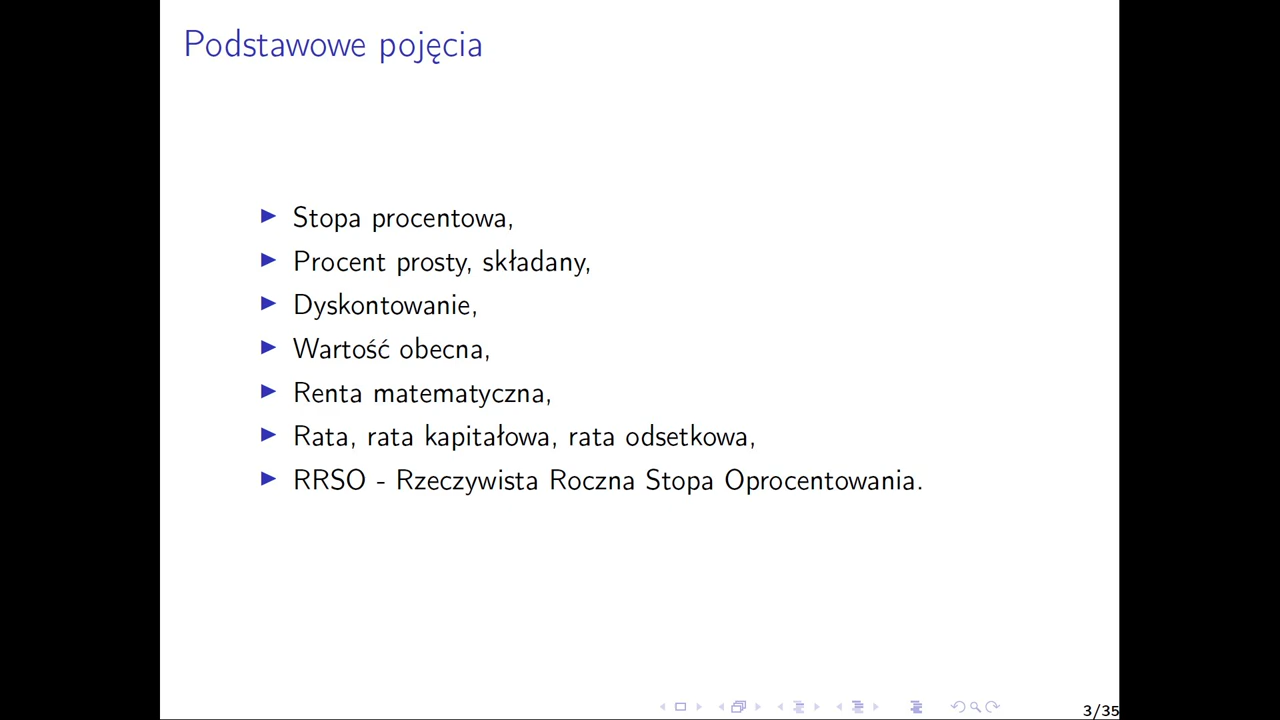 Podstawowe pojęcia
Stopa procentowa,
Procent prosty, składany,
Dyskontowanie,
Wartość obecna,
Renta matematyczna,
Rata, rata kapitałowa, rata odsetkowa,
RRSO - Rzeczywista Roczna Stopa Oprocentowania.
3/35